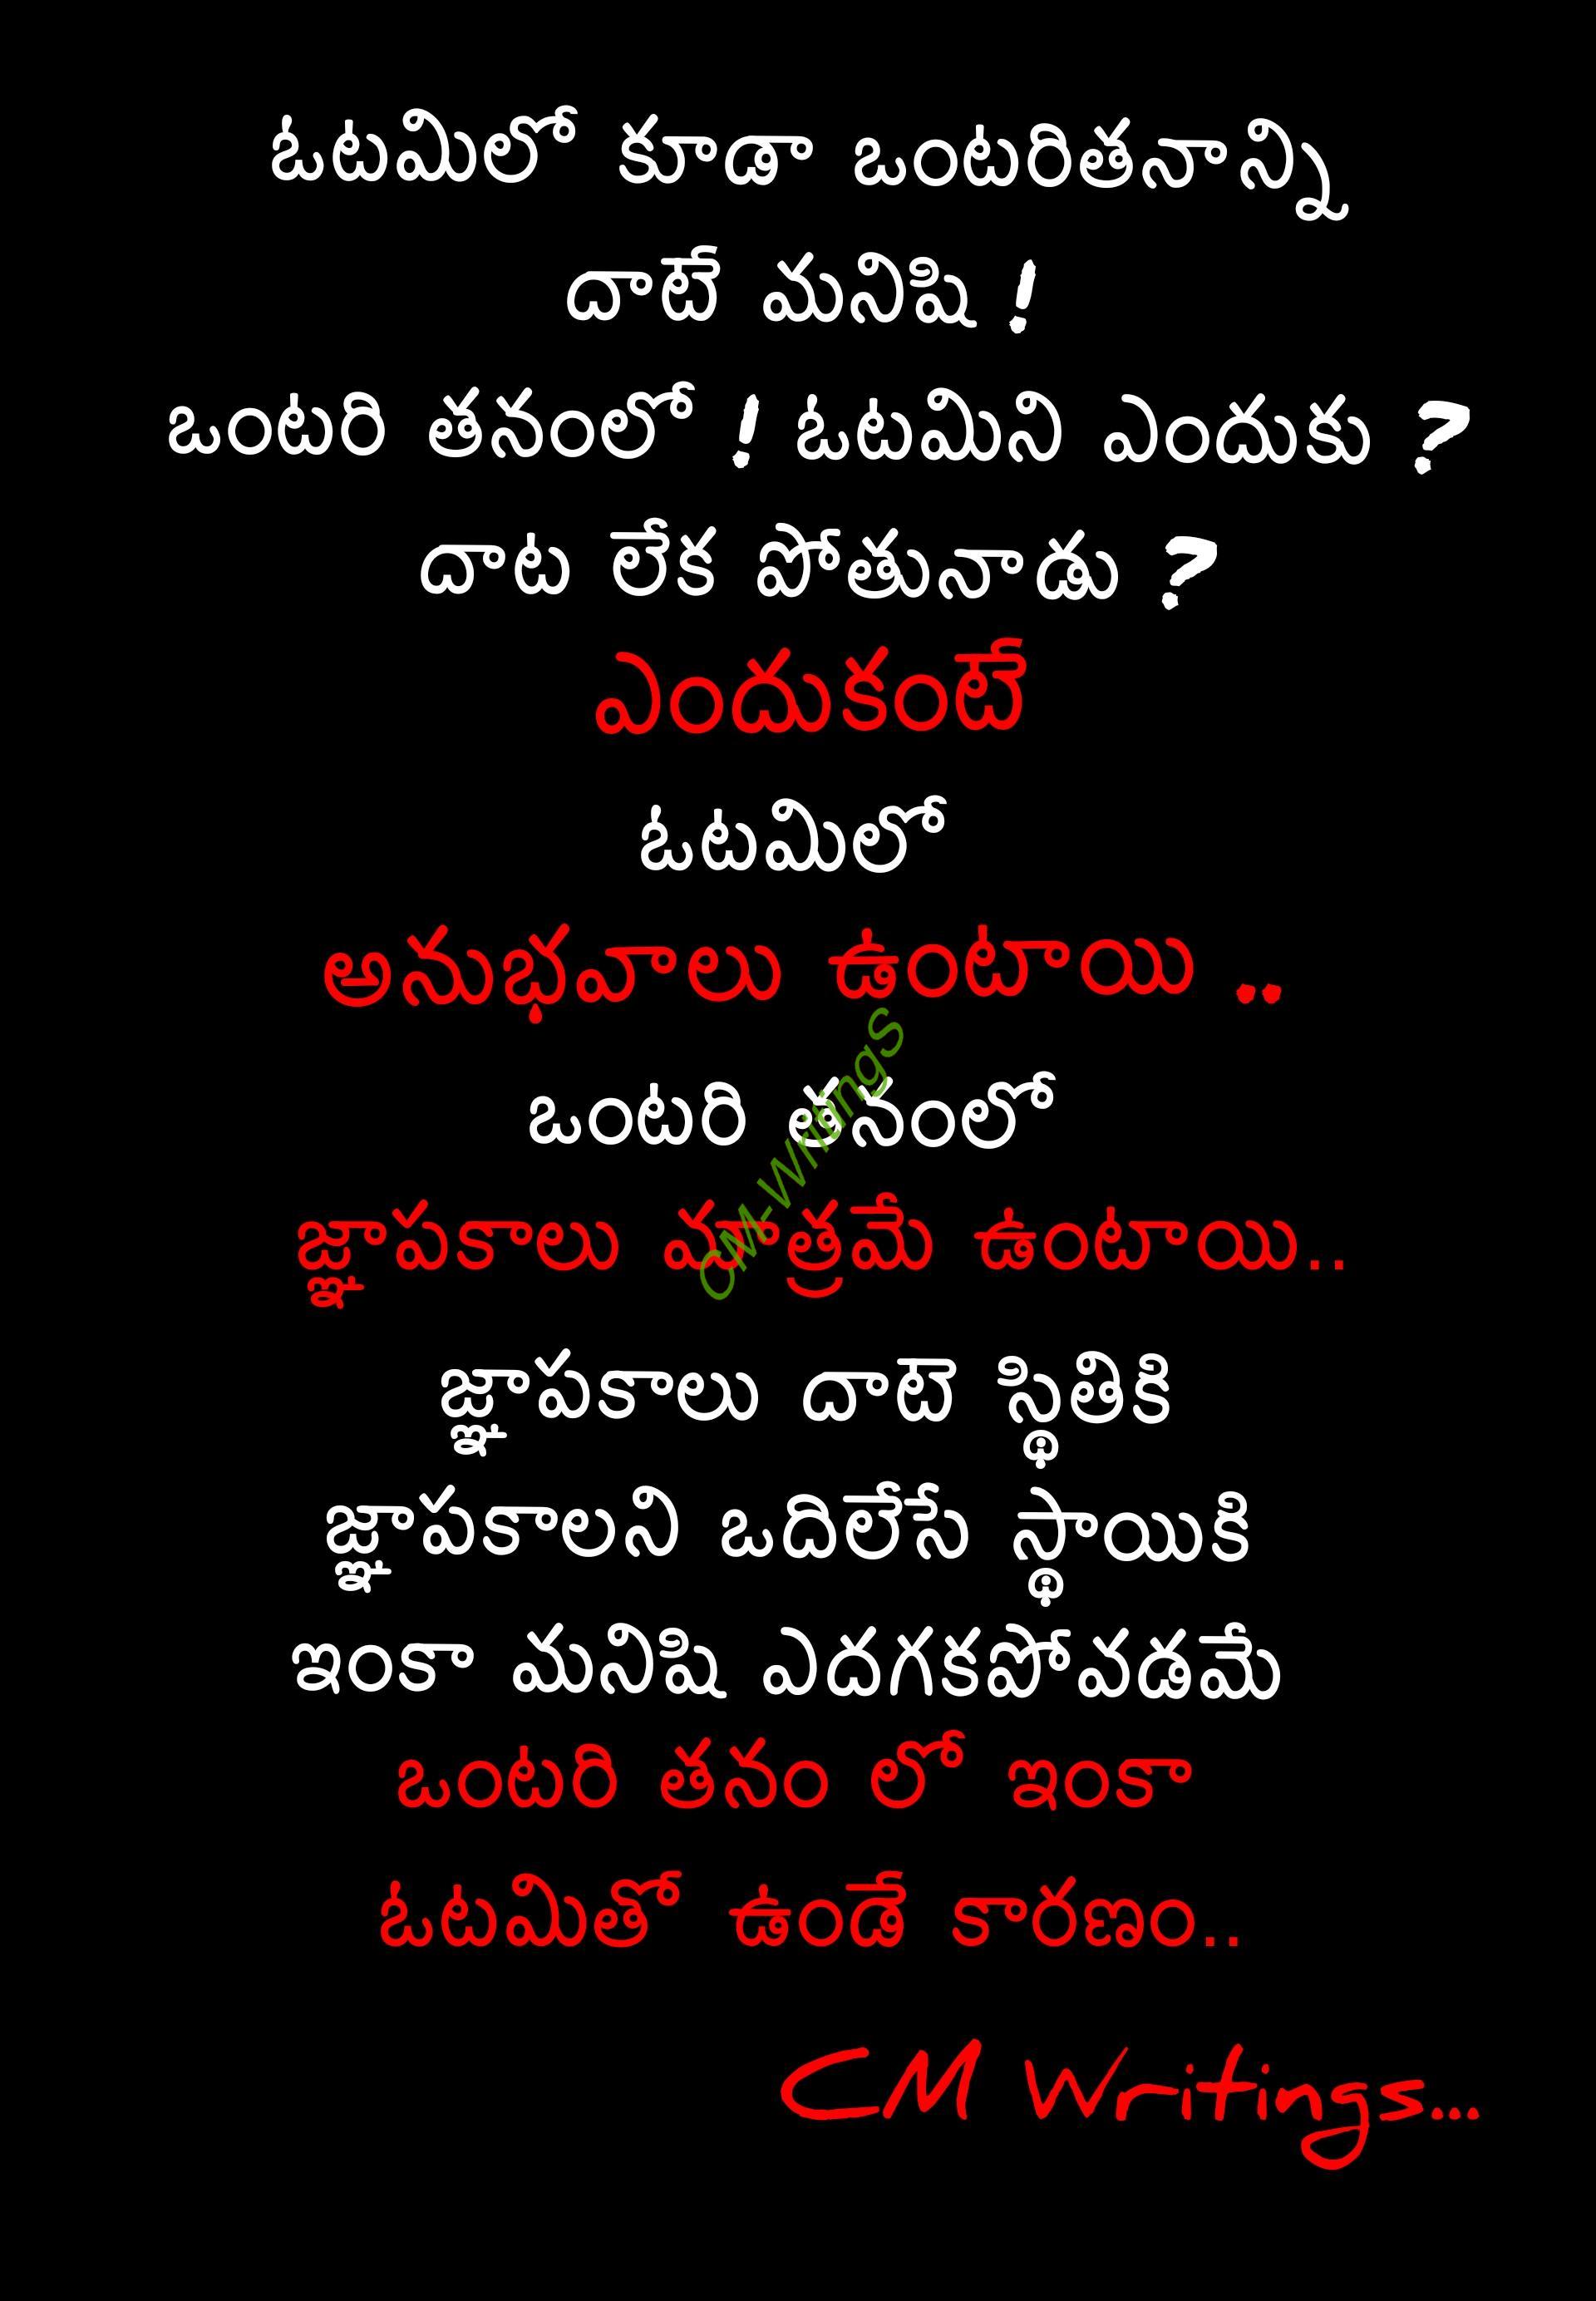 ఓటమిలో కూడా ఒంటరితనాన్ని
దాటే మనిషి !
ఒంటరి తనంలో ! ఓటమిని ఎందుకు ?
దాట లేక పోతునాడు ?
ఎందుకంటే
ఓటమిలో
అనుభవాలు ఉంటాయి ..
ఒంటరి తనంలో
జ్ఞాపకాలు మాత్రమే ఉంటాయి..
జ్ఞాపకాలు దాటె స్థితికి
జ్ఞాపకాలని ఒదిలేసే స్థాయికి
ఇంకా మనిషి ఎదగకపోవడమే
ఒంటరి తనం లో ఇంకా
ఓటమితో ఉండే కారణం..
CM Writings...
CM.Writings